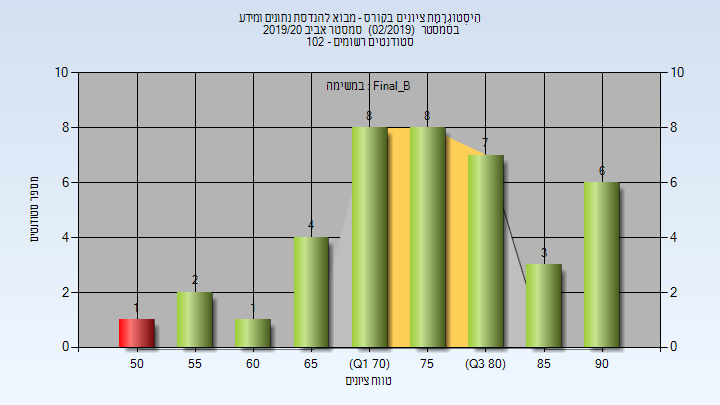 היסטוגרמת ציונים בקורס - מבוא להנדסת נתונים ומידע
בסמסטר (02/2019) סמסטר אביב 2019/20
סטודנטים רשומים - 102
במשימה : Final_B
10 10
8 8
6 6
4 4
2 2
0 0
1 2 1 4 8 8 7 3 6
מספר סטודנטים
50 55 60 65 (Q1 70) 75 (Q3 80) 85 90
טווח ציונים